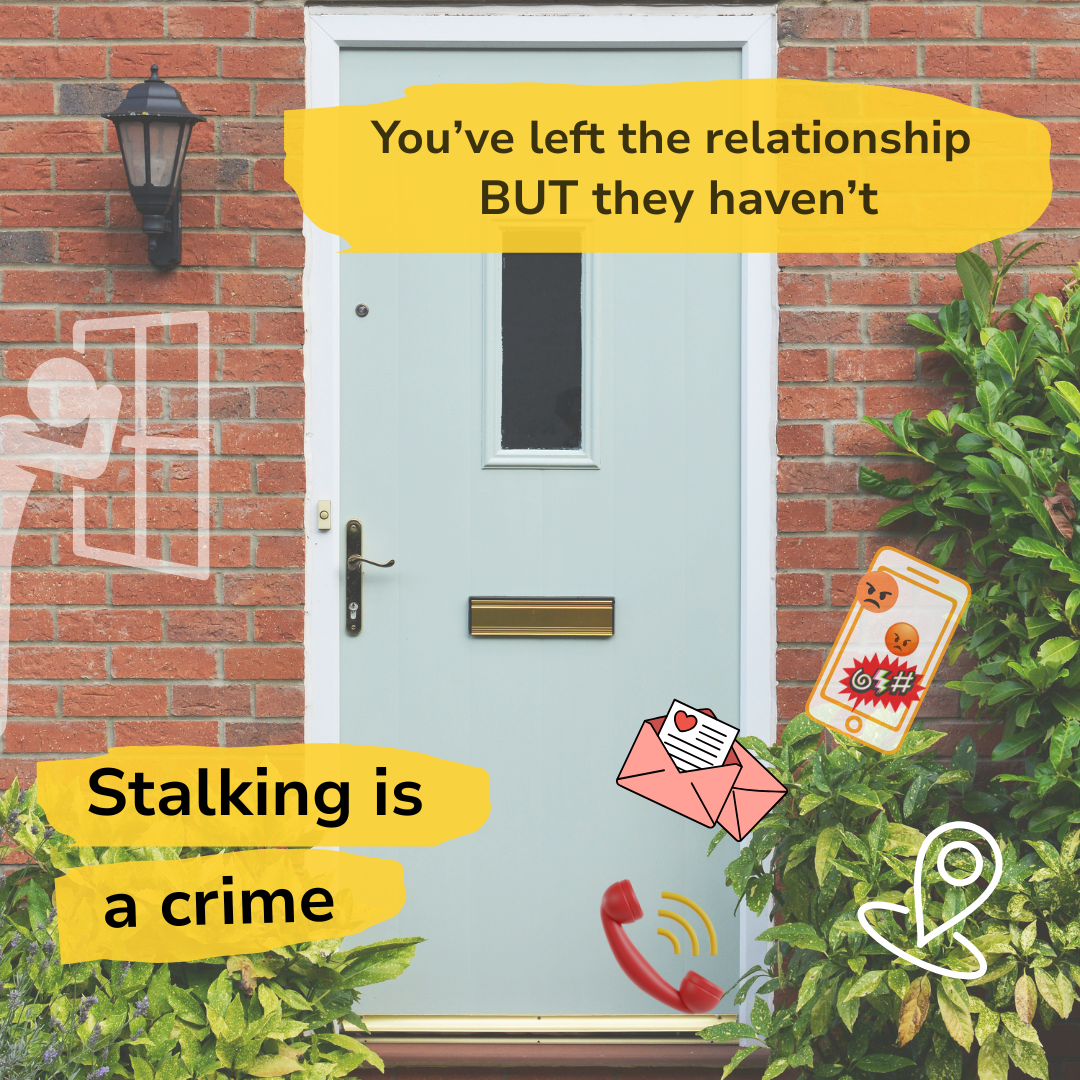 You’ve left the relationship
BUT they haven’t
@⚡#
Stalking is
a crime